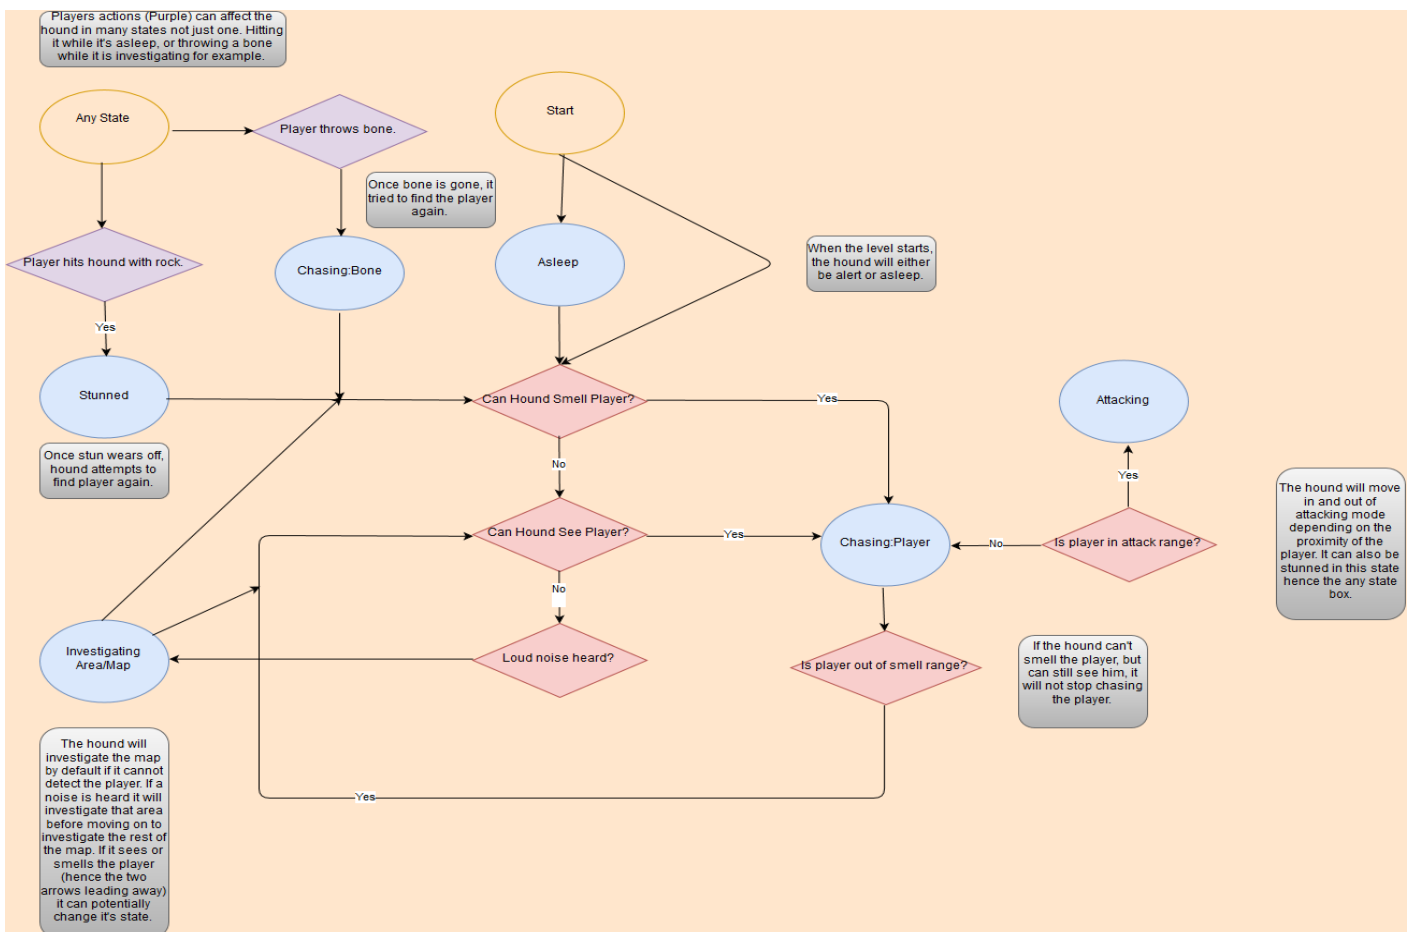 Players actions (Purple) can affect the
hound in many states not just one. Hitting
it while it's asleep, or throwing a bone
while it is investigating for example.
Any State
Player throws bone.
Start
Once bone is gone, it
tried to find the player
again.
Player hits hound with rock.
Chasing:Bone
Asleep
When the level starts,
the hound will either
be alert or asleep.
Yes
Stunned
Can Hound Smell Player?
Yes
Attacking
Once stun wears off,
hound attempts to
find player again.
No
Yes
The hound will move
in and out of
attacking mode
depending on the
proximity of the
player. It can also be
stunned in this state
hence the any state
box.
Can Hound See Player?
Yes
Chasing:Player
No
Is player in attack range?
No
Investigating
Area/Map
Loud noise heard?
Is player out of smell range?
If the hound can't
smell the player, but
can still see him, it
will not stop chasing
the player.
The hound will
investigate the map
by default if it cannot
detect the player. If a
noise is heard it will
investigate that area
before moving on to
investigate the rest of
the map. If it sees or
smells the player
(hence the two
arrows leading away)
it can potentially
change it's state.
Yes